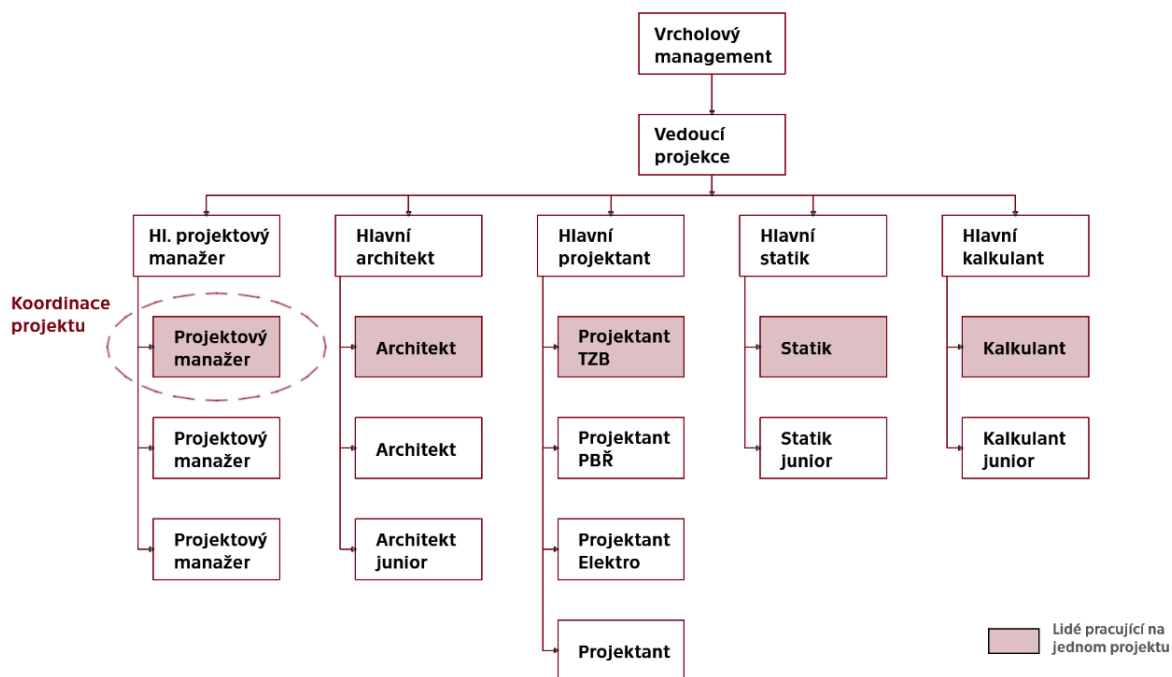 Vrcholový
management
Vedoucí
projekce
Hl. projektový
manažer
Hlavní
architekt
Hlavní
projektant
Hlavní
statik
Hlavní
kalkulant
Koordinace
projektu
Projektový
manažer
Architekt
Projektant
TZB
Statik
Kalkulant
Projektový
manažer
Architekt
Projektant
PBŘ
Statik
junior
Kalkulant
junior
Projektový
manažer
Architekt
junior
Projektant
Elektro
Projektant
Lidé pracující na
jednom projektu